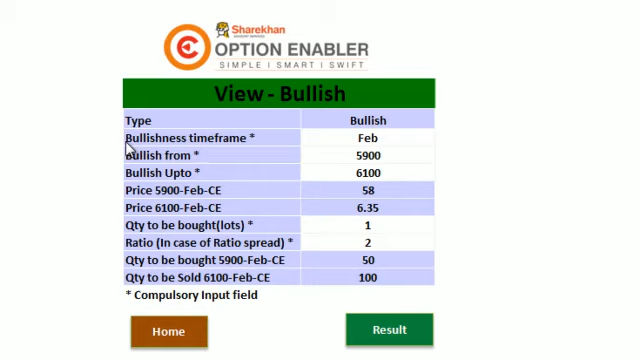 Sharekhan
OPTION ENABLER
SIMPLE | SMART | SWIFT
View - Bullish
Type Bullish
Bullishness timeframe * Feb
Bullish from * 5900
Bullish Upto * 6100
Price 5900-Feb-CE 58
Price 6100-Feb-CE 6.35
Qty to be bought(lots) * 1
Ratio (In case of Ratio spread) * 2
Qty to be bought 5900-Feb-CE 50
Qty to be Sold 6100-Feb-CE 100
* Compulsory Input field
Home Result